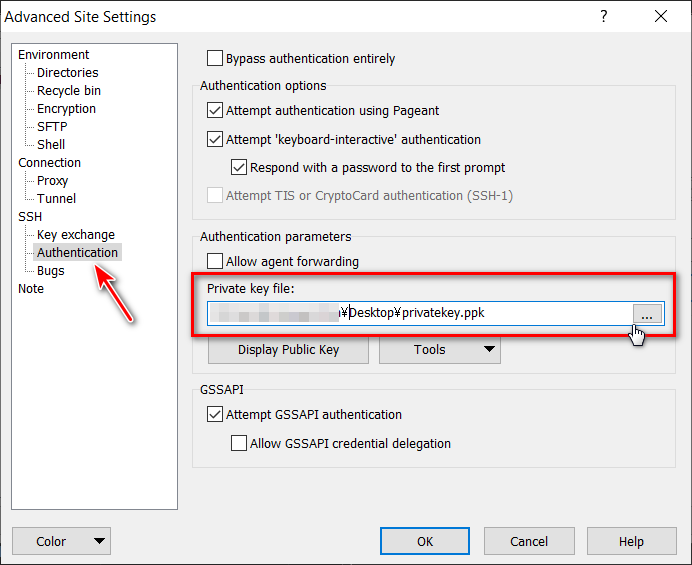 Advanced Site Settings
Environment
Directories
Recycle bin
Encryption
SFTP
Shell
Connection
Proxy
Tunnel
SSH
Key exchange
Authentication
Bugs
Note
Bypass authentication entirely
Authentication options
Attempt authentication using Pageant
Attempt 'keyboard-interactive' authentication
Respond with a password to the first prompt
Attempt TIS or CryptoCard authentication (SSH-1)
Authentication parameters
Allow agent forwarding
Private key file:
¥Desktop¥privatekey.ppk
...
Display Public Key
Tools
GSSAPI
Attempt GSSAPI authentication
Allow GSSAPI credential delegation
Color
OK
Cancel
Help